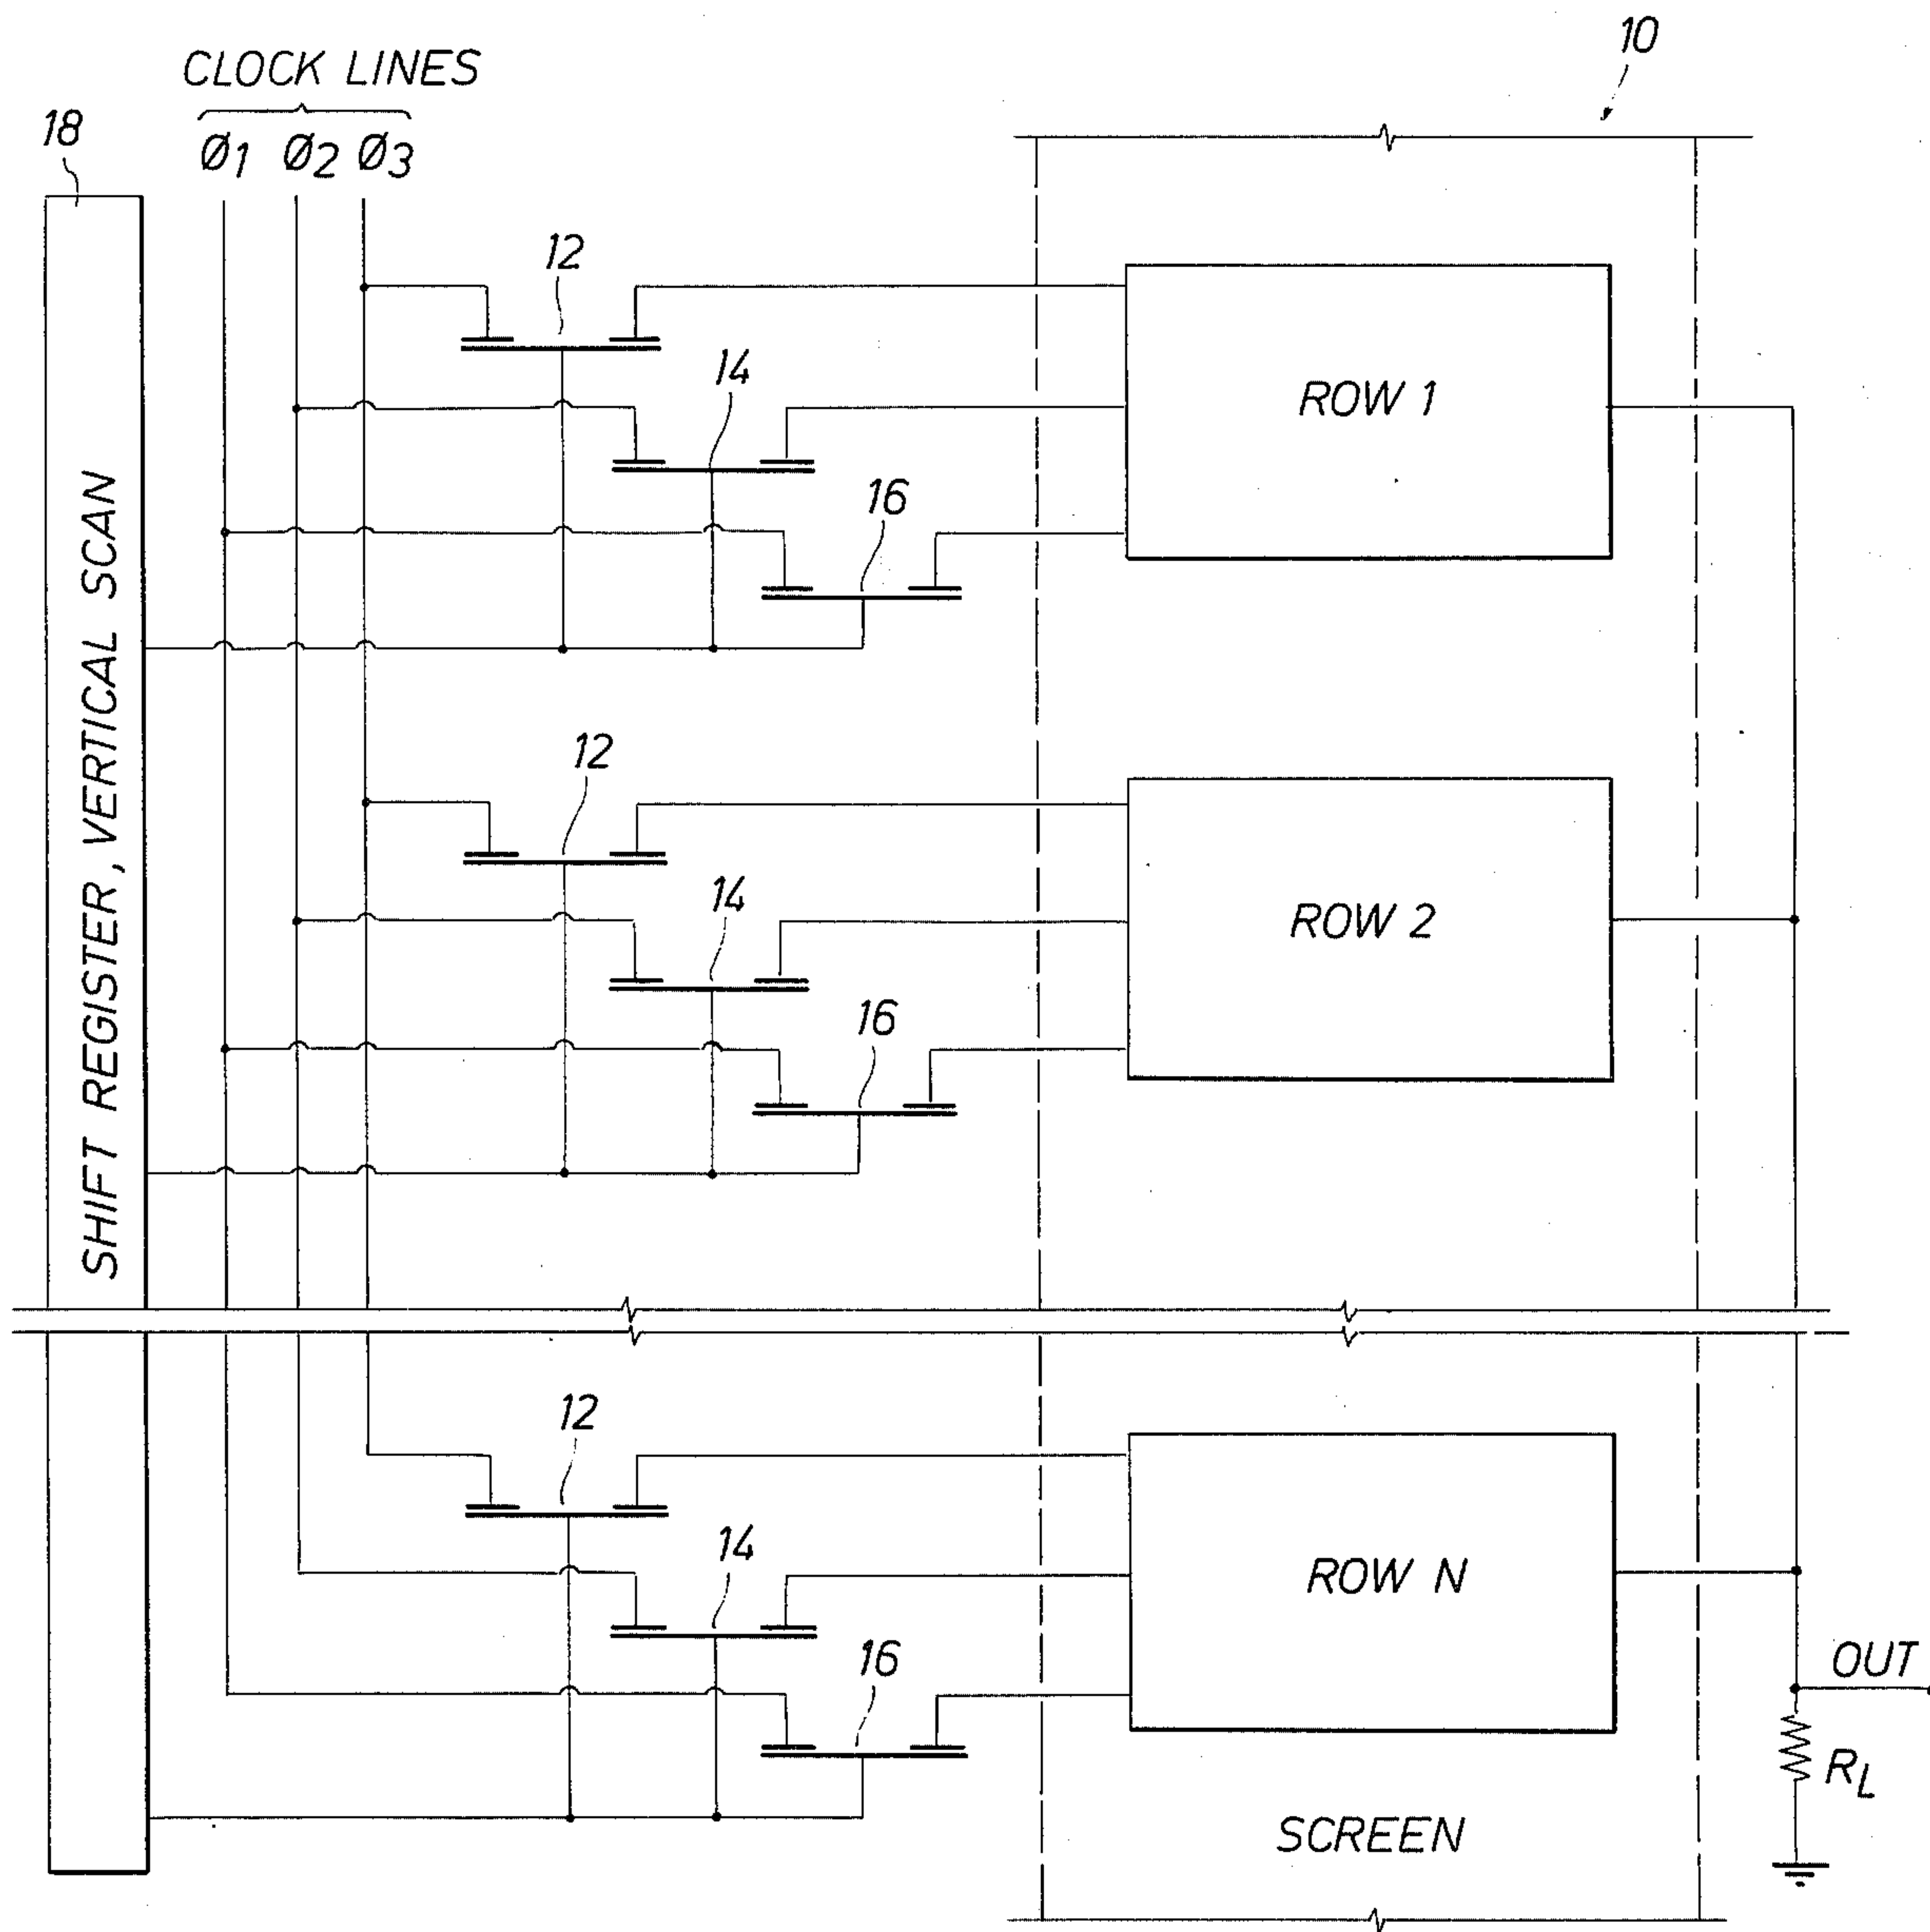 10
CLOCK LINES
18
Ø1 Ø2 Ø3
12
14
ROW 1
16
SHIFT REGISTER, VERTICAL SCAN
12
14
ROW 2
16
12
14
ROW N
16
OUT
RL
SCREEN